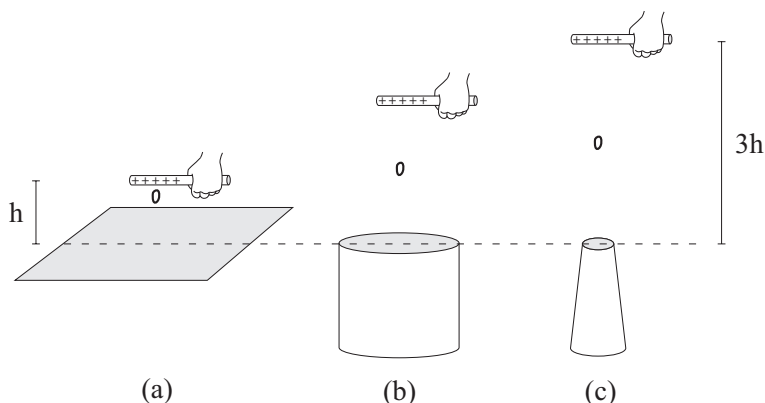 + + + + +
+ + + + +
3h
+ + + + +
h
(a)
(b)
(c)